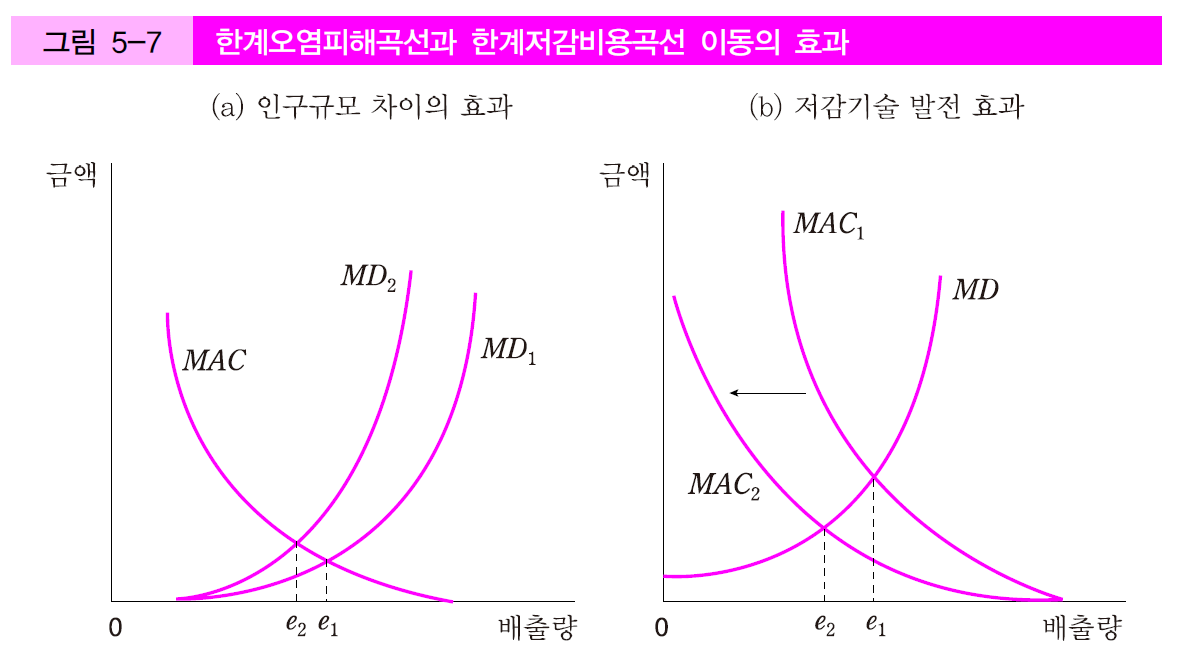 그림 5-7 한계오염피해곡선과 한계저감비용곡선 이동의 효과
(a) 인구규모 차이의 효과
금액
MD2
MD1
MAC
0
e2 e1
배출량
(b) 저감기술 발전 효과
금액
MAC1
MD
MAC2
0
e2 e1
배출량